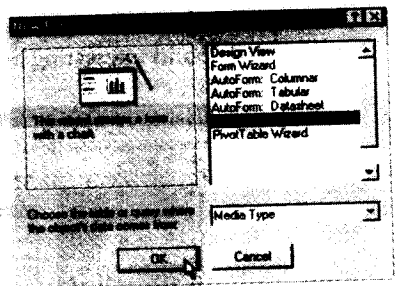 Design View
Form Wizard
AutoForm: Columnar
AutoForm: Tabular
AutoForm: Datasheet
PivotTable Wizard
This wizard creates a form
with a chart.
Choose the table or query where
the object's data comes from:
Media Type
OK
Cancel